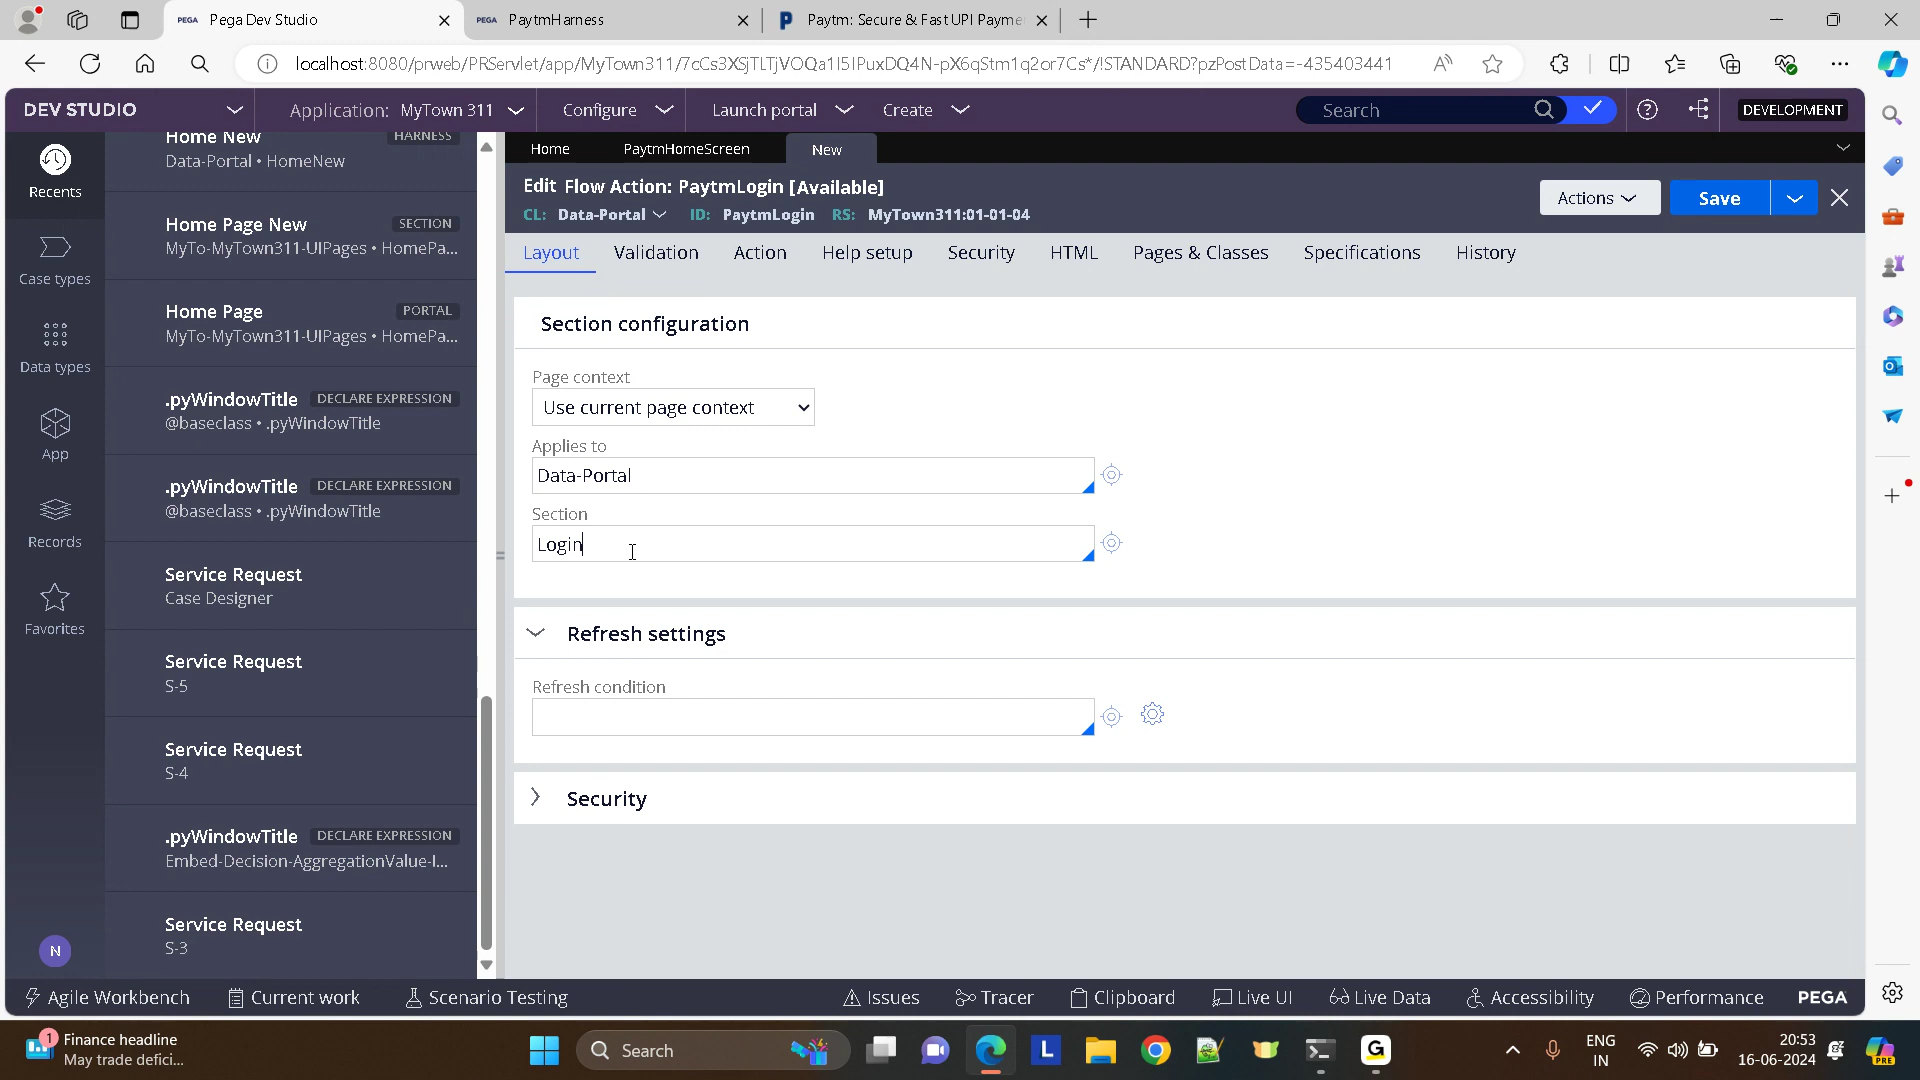 PEGA Pega Dev Studio
PEGA PaytmHarness
Paytm: Secure & Fast UPI Payme
localhost:8080/prweb/PRServlet/app/MyTown311/7cCs3XSjTLTjVOQa1I5IPuxDQ4N-pX6qStm1q2or7Cs*/!STANDARD?pzPostData=-435403441
DEV STUDIO
Application: MyTown 311
Configure
Launch portal
Create
Search
DEVELOPMENT
Recents
Case types
Data types
App
Records
Favorites
N
Home New HARNESS
Data-Portal • HomeNew
Home Page New SECTION
MyTo-MyTown311-UIPages • HomePa...
Home Page PORTAL
MyTo-MyTown311-UIPages • HomePa...
.pyWindowTitle DECLARE EXPRESSION
@baseclass • .pyWindowTitle
.pyWindowTitle DECLARE EXPRESSION
@baseclass • .pyWindowTitle
Service Request
Case Designer
Service Request
S-5
Service Request
S-4
.pyWindowTitle DECLARE EXPRESSION
Embed-Decision-AggregationValue-I...
Service Request
S-3
Home
PaytmHomeScreen
New
Edit Flow Action: PaytmLogin [Available]
CL: Data-Portal ID: PaytmLogin RS: MyTown311:01-01-04
Actions
Save
Layout
Validation
Action
Help setup
Security
HTML
Pages & Classes
Specifications
History
Section configuration
Page context
Use current page context
Applies to
Data-Portal
Section
Login
Refresh settings
Refresh condition
Security
Agile Workbench
Current work
Scenario Testing
Issues
Tracer
Clipboard
Live UI
Live Data
Accessibility
Performance
PEGA
1
Finance headline
May trade defici...
Search
L
G
ENG
IN
20:53
16-06-2024
PRE